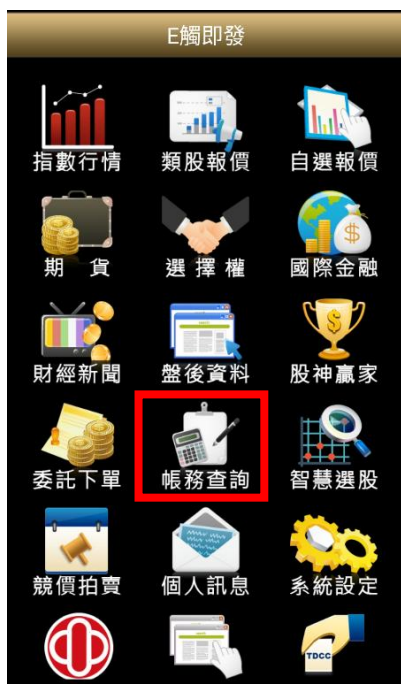 E觸即發
指數行情 類股報價 自選報價
期 貨 選擇權 國際金融
財經新聞 盤後資料 股神贏家
委託下單 帳務查詢 智慧選股
競價拍賣 個人訊息 系統設定
TDCC